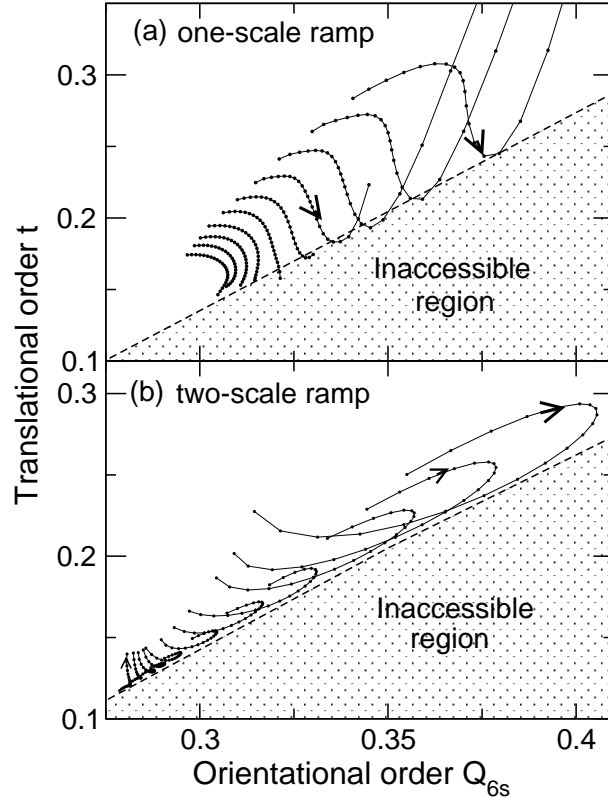 (a) one-scale ramp
0.3
0.2
0.1
Inaccessible
region
Translational order t
(b) two-scale ramp
0.3
0.2
0.1
Inaccessible
region
0.3
0.35
0.4
Orientational order Q6s